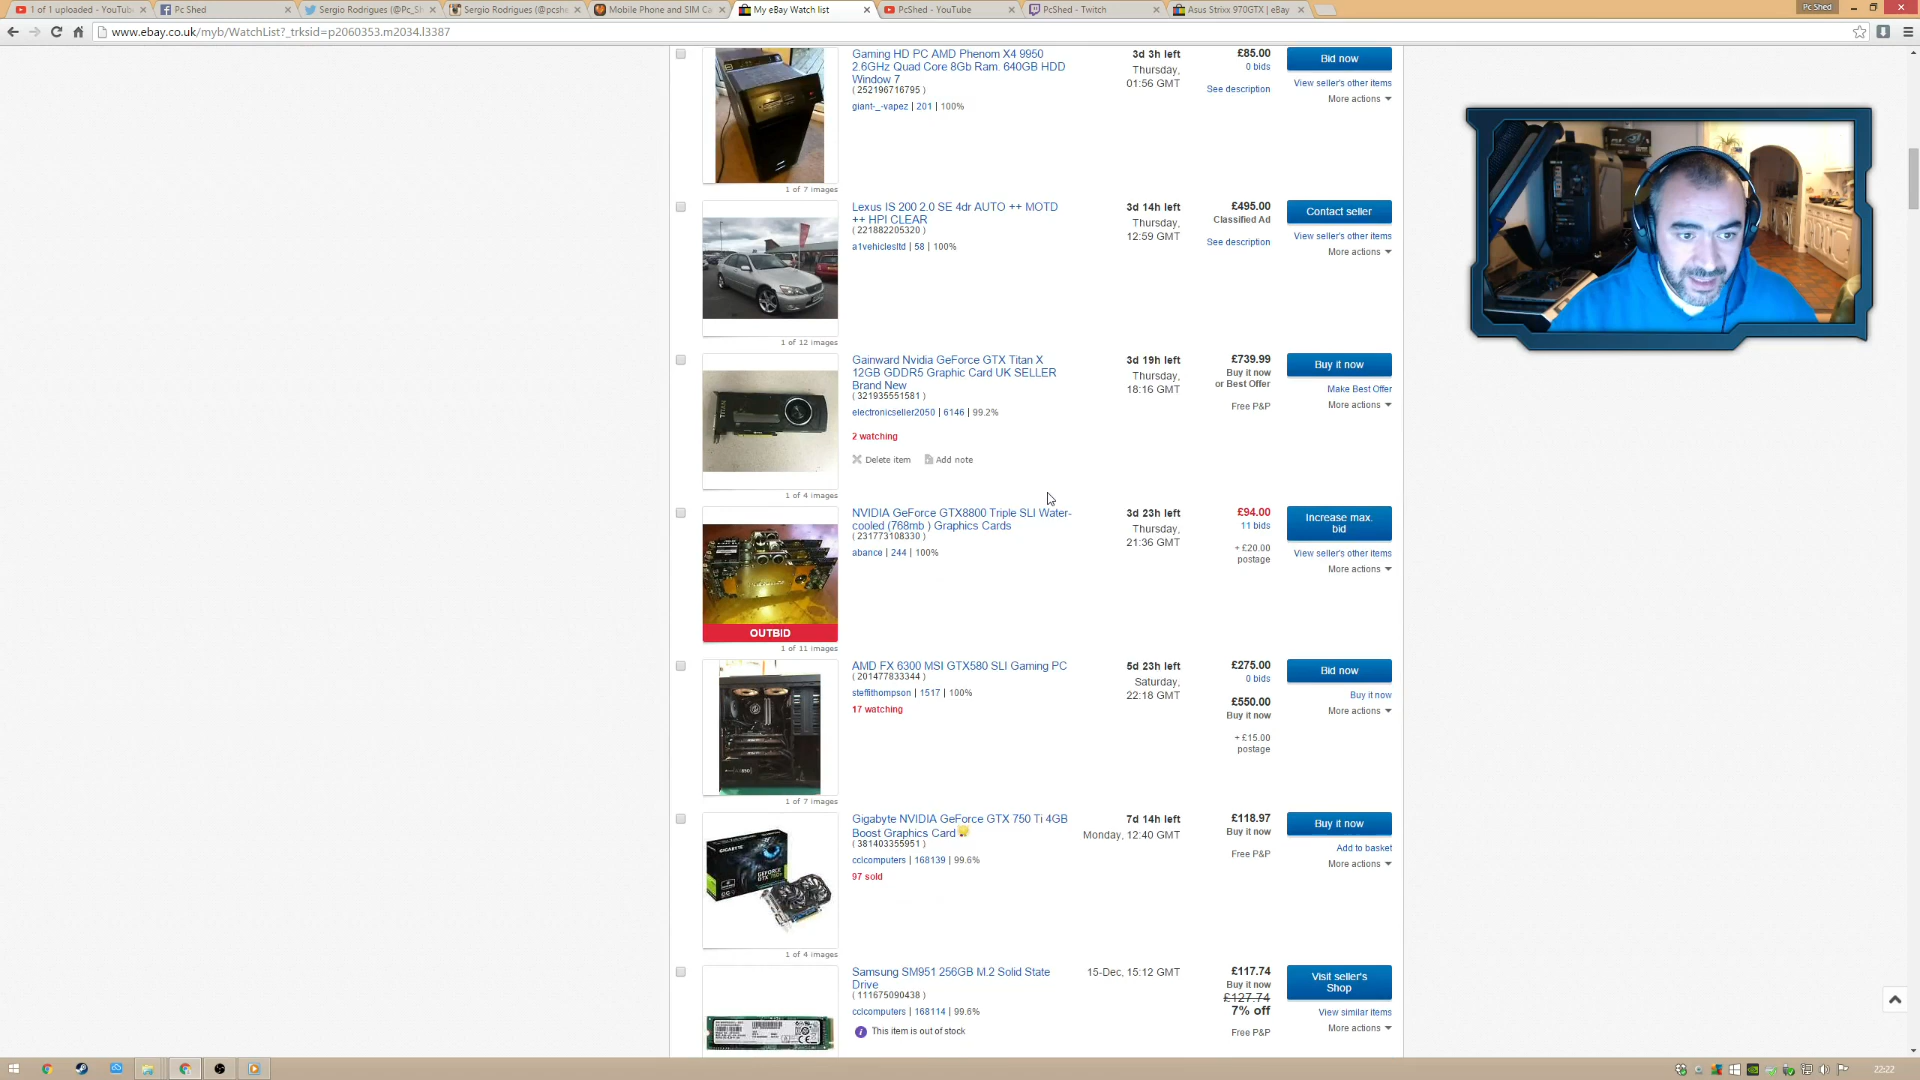 1 of 1 uploaded - YouTub
Pc Shed
Sergio Rodrigues (@Pc_Sh
Sergio Rodrigues (@pcshe
Mobile Phone and SIM Ca
My eBay Watch list
PcShed - YouTube
PcShed - Twitch
Asus Strixx 970GTX | eBay
Pc Shed
www.ebay.co.uk/myb/WatchList?_trksid=p2060353.m2034.l3387
Gaming HD PC AMD Phenom X4 9950
2.6GHz Quad Core 8Gb Ram. 640GB HDD
Window 7
( 252196716795 )
giant-_-vapez | 201 | 100%
3d 3h left
Thursday,
01:56 GMT
£85.00
0 bids
See description
Bid now
View seller's other items
More actions
1 of 7 images
Lexus IS 200 2.0 SE 4dr AUTO ++ MOTD
++ HPI CLEAR
( 221882205320 )
a1vehiclesltd | 58 | 100%
3d 14h left
Thursday,
12:59 GMT
£495.00
Classified Ad
See description
Contact seller
View seller's other items
More actions
1 of 12 images
Gainward Nvidia GeForce GTX Titan X
12GB GDDR5 Graphic Card UK SELLER
Brand New
( 321935551581 )
electronicseller2050 | 6146 | 99.2%
2 watching
Delete item
Add note
3d 19h left
Thursday,
18:16 GMT
£739.99
Buy it now
or Best Offer
Free P&P
Buy it now
Make Best Offer
More actions
TITAN
1 of 4 images
NVIDIA GeForce GTX8800 Triple SLI Water-
cooled (768mb ) Graphics Cards
( 231773108330 )
abance | 244 | 100%
3d 23h left
Thursday,
21:36 GMT
£94.00
11 bids
+ £20.00
postage
Increase max.
bid
View seller's other items
More actions
OUTBID
1 of 11 images
AMD FX 6300 MSI GTX580 SLI Gaming PC
( 201477833344 )
steffithompson | 1517 | 100%
17 watching
5d 23h left
Saturday,
22:18 GMT
£275.00
0 bids
£550.00
Buy it now
+ £15.00
postage
Bid now
Buy it now
More actions
1 of 7 images
Gigabyte NVIDIA GeForce GTX 750 Ti 4GB
Boost Graphics Card
( 381403355951 )
cclcomputers | 168139 | 99.6%
97 sold
7d 14h left
Monday, 12:40 GMT
£118.97
Buy it now
Free P&P
Buy it now
Add to basket
More actions
1 of 4 images
Samsung SM951 256GB M.2 Solid State
Drive
( 111675090438 )
cclcomputers | 168114 | 99.6%
This item is out of stock
15-Dec, 15:12 GMT
£117.74
Buy it now
£127.74
7% off
Free P&P
Visit seller's
Shop
View similar items
More actions
22:22